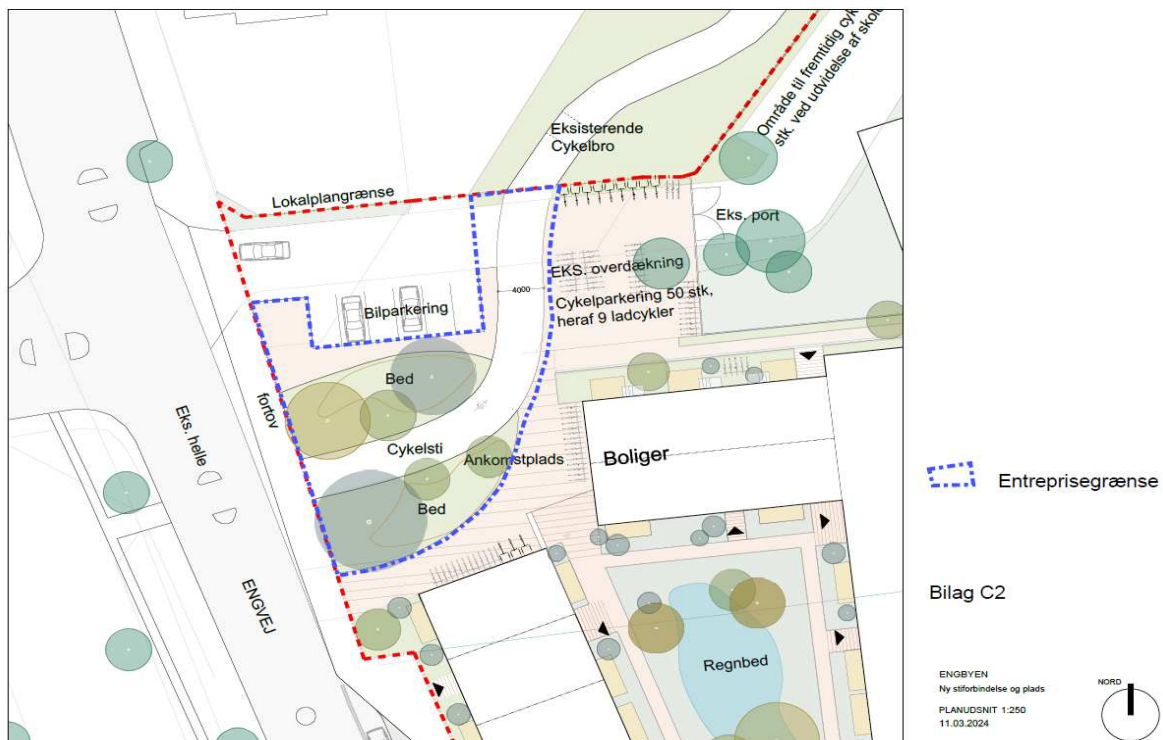 Område til fremtidig cyk
stk. ved udvidelse af skole
Eksisterende
Cykelbro
Lokalplangrænse
Eks. port
EKS. overdækning
4000
Cykelparkering 50 stk,
heraf 9 ladcykler
Bilparkering
Bed
fortov
Eks. helle
Cykelsti
Ankomstplads
Boliger
Bed
ENGVEJ
Regnbed
Entreprisegrænse
Bilag C2
ENGBYEN
Ny stiforbindelse og plads
PLANUDSNIT 1:250
11.03.2024
NORD